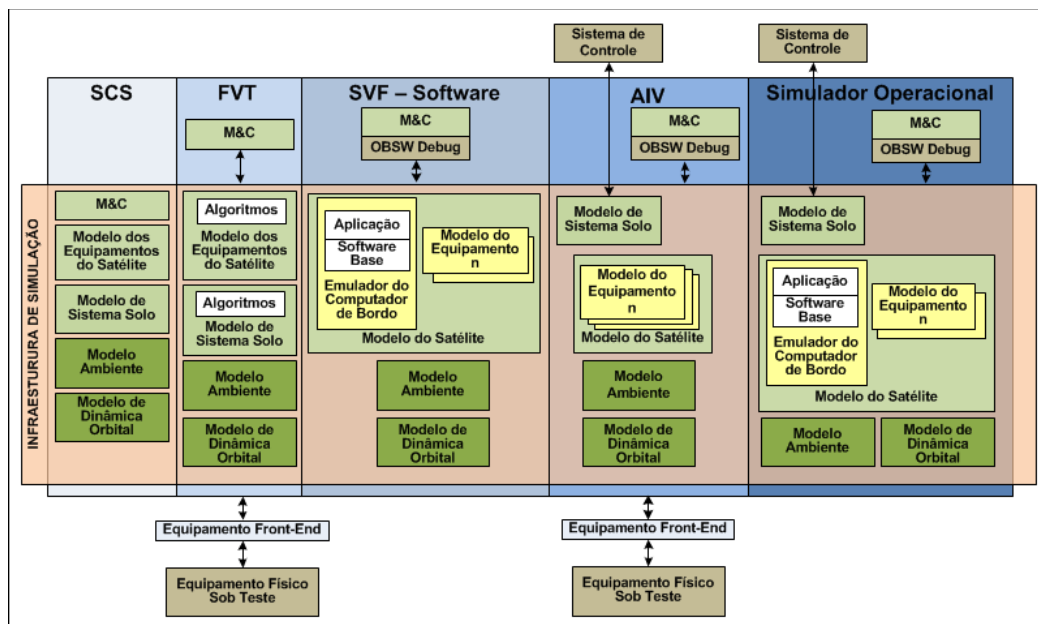 Sistema de
Controle
Sistema de
Controle
SCS
FVT
SVF – Software
AIV
Simulador Operacional
M&C
M&C
OBSW Debug
M&C
OBSW Debug
M&C
OBSW Debug
INFRAESTURURA DE SIMULAÇÃO
M&C
Modelo dos
Equipamentos
do Satélite
Modelo de
Sistema Solo
Modelo
Ambiente
Modelo de
Dinâmica
Orbital
Algoritmos
Modelo dos
Equipamentos
do Satélite
Algoritmos
Modelo de
Sistema Solo
Modelo
Ambiente
Modelo de
Dinâmica
Orbital
Aplicação
Software
Base
Emulador do
Computador
de Bordo
Modelo do
Equipamento
n
Modelo do Satélite
Modelo
Ambiente
Modelo de
Dinâmica
Orbital
Modelo de
Sistema Solo
Modelo do
Equipamento
n
Modelo do Satélite
Modelo
Ambiente
Modelo de
Dinâmica
Orbital
Modelo de
Sistema Solo
Aplicação
Software
Base
Emulador do
Computador
de Bordo
Modelo do
Equipamento n
Modelo do Satélite
Modelo
Ambiente
Modelo de
Dinâmica
Orbital
Equipamento Front-End
Equipamento Físico
Sob Teste
Equipamento Front-End
Equipamento Físico
Sob Teste